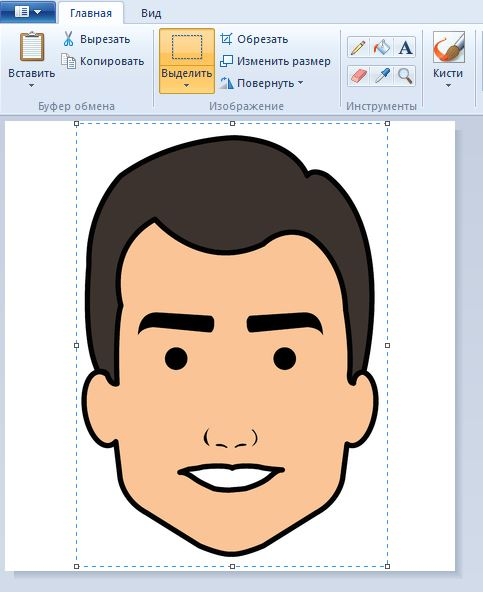 Главная Вид
Вставить
Вырезать
Копировать
Буфер обмена
Выделить
Обрезать
Изменить размер
Повернуть
Изображение
A
Инструменты
Кисти